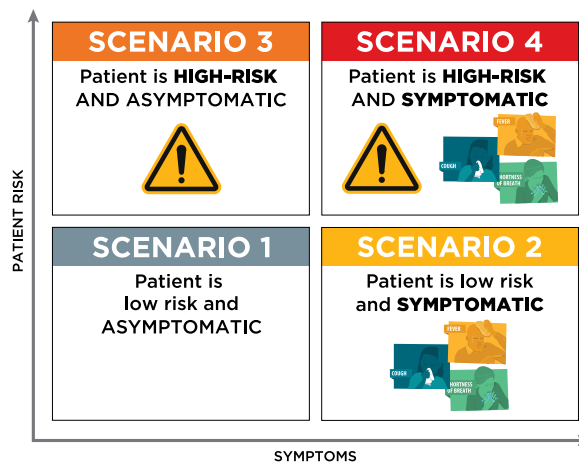 SCENARIO 3
Patient is HIGH-RISK
AND ASYMPTOMATIC
SCENARIO 4
Patient is HIGH-RISK
AND SYMPTOMATIC
FEVER
COUGH
HORTNESS
OF BREATH
PATIENT RISK
SCENARIO 1
Patient is
low risk and
ASYMPTOMATIC
SCENARIO 2
Patient is low risk
and SYMPTOMATIC
FEVER
COUGH
HORTNESS
OF BREATH
SYMPTOMS